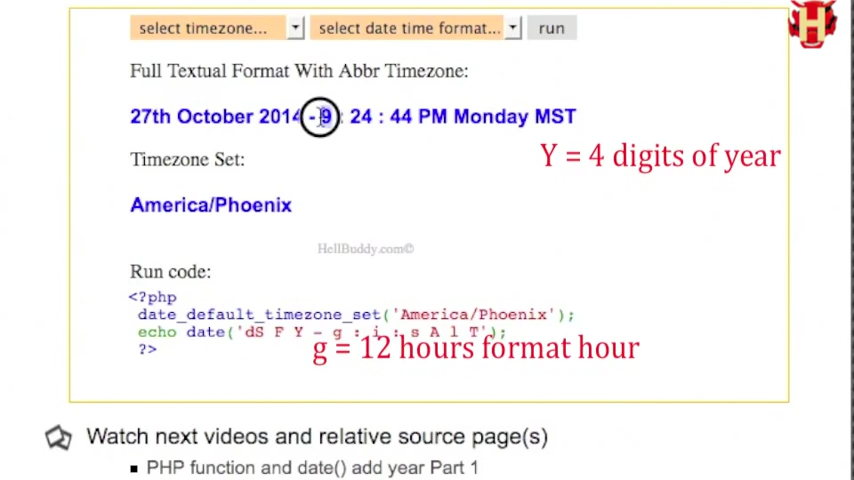 select timezone... select date time format... run
Full Textual Format With Abbr Timezone:
27th October 2014 - 9 : 24 : 44 PM Monday MST
Timezone Set:
Y = 4 digits of year
America/Phoenix
HellBuddy.com©
Run code:
<?php
date_default_timezone_set('America/Phoenix');
echo date('dS F Y - g : i : s A l T');
?>
g = 12 hours format hour
Watch next videos and relative source page(s)
PHP function and date() add year Part 1